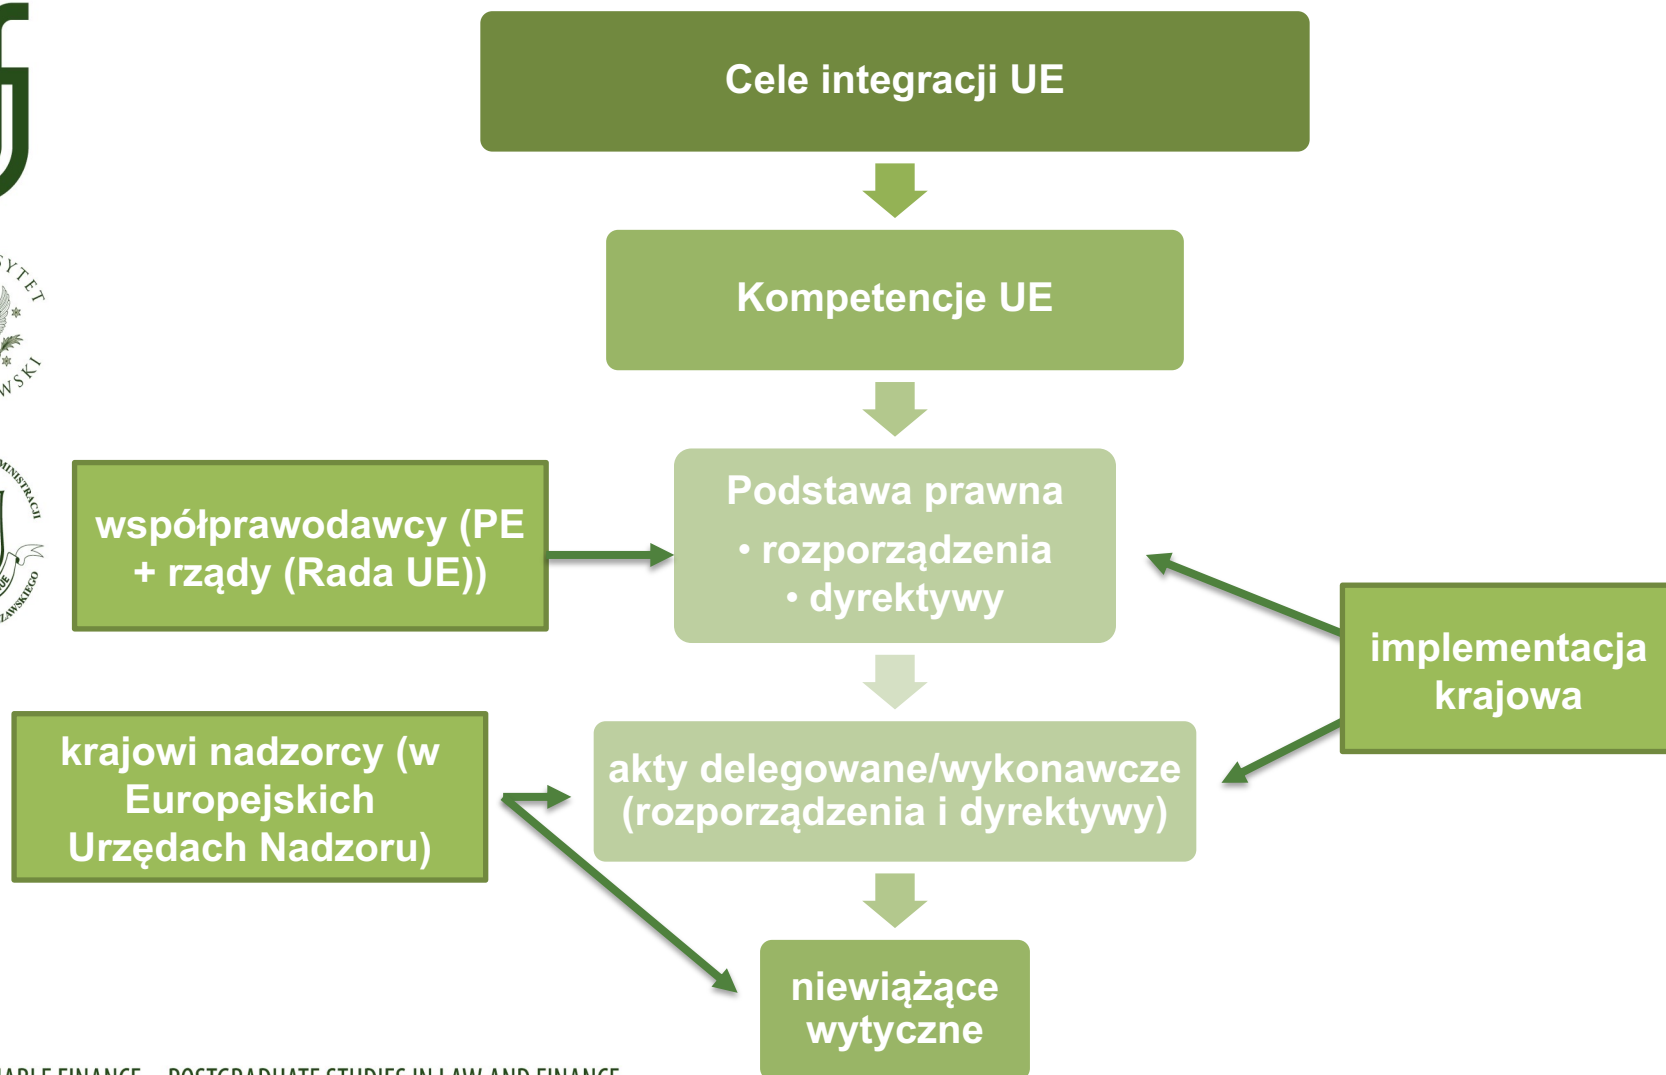 Cele integracji UE
Kompetencje UE
Podstawa prawna
• rozporządzenia
• dyrektywy
współprawodawcy (PE
+ rządy (Rada UE))
implementacja
krajowa
krajowi nadzorcy (w
Europejskich
Urzędach Nadzoru)
akty delegowane/wykonawcze
(rozporządzenia i dyrektywy)
niewiążące
wytyczne
FINANCE
POSTGRADUATE STUDIES IN LAW AND FINANCE